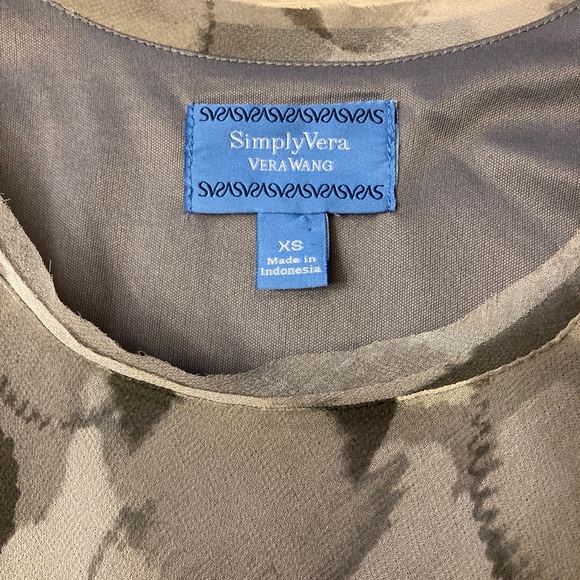 SimplyVera
VERA WANG
XS
Made in
Indonesia